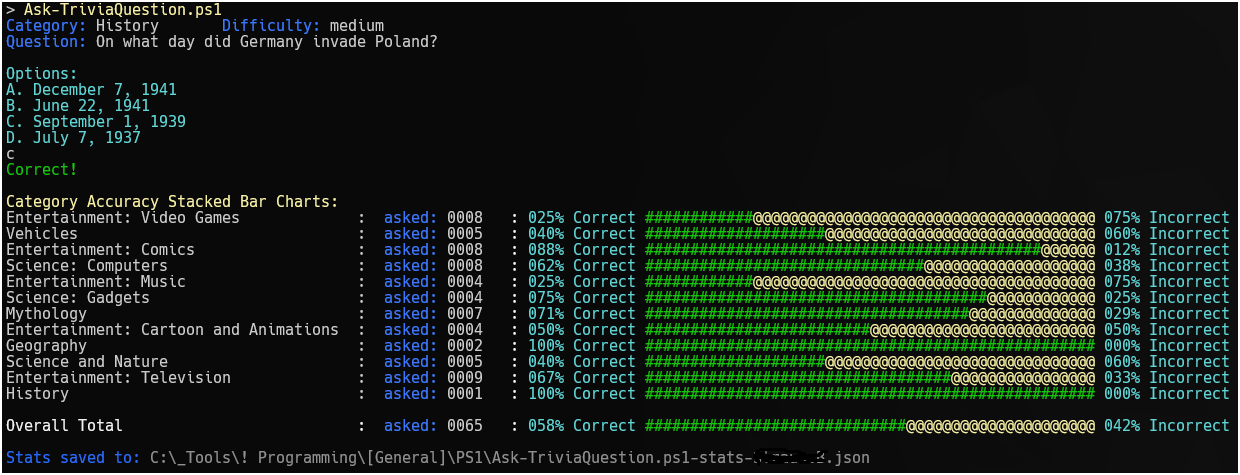 > Ask-TriviaQuestion.ps1
Category: History       Difficulty: medium
Question: On what day did Germany invade Poland?
Options:
A. December 7, 1941
B. June 22, 1941
C. September 1, 1939
D. July 7, 1937
c
Correct!
Category Accuracy Stacked Bar Charts:
Entertainment: Video Games             :  asked: 0008   : 025% Correct ############@@@@@@@@@@@@@@@@@@@@@@@@@@@@@@@@@@@@@@ 075% Incorrect
Vehicles                               :  asked: 0005   : 040% Correct ####################@@@@@@@@@@@@@@@@@@@@@@@@@@@@@@ 060% Incorrect
Entertainment: Comics                  :  asked: 0008   : 088% Correct ############################################@@@@@@ 012% Incorrect
Science: Computers                     :  asked: 0008   : 062% Correct ###############################@@@@@@@@@@@@@@@@@@@ 038% Incorrect
Entertainment: Music                   :  asked: 0004   : 025% Correct ############@@@@@@@@@@@@@@@@@@@@@@@@@@@@@@@@@@@@@@ 075% Incorrect
Science: Gadgets                       :  asked: 0004   : 075% Correct ######################################@@@@@@@@@@@@ 025% Incorrect
Mythology                              :  asked: 0007   : 071% Correct ####################################@@@@@@@@@@@@@@ 029% Incorrect
Entertainment: Cartoon and Animations  :  asked: 0004   : 050% Correct #########################@@@@@@@@@@@@@@@@@@@@@@@@@ 050% Incorrect
Geography                              :  asked: 0002   : 100% Correct ################################################## 000% Incorrect
Science and Nature                     :  asked: 0005   : 040% Correct ####################@@@@@@@@@@@@@@@@@@@@@@@@@@@@@@ 060% Incorrect
Entertainment: Television              :  asked: 0009   : 067% Correct ##################################@@@@@@@@@@@@@@@@ 033% Incorrect
History                                :  asked: 0001   : 100% Correct ################################################## 000% Incorrect
Overall Total                          :  asked: 0065   : 058% Correct #############################@@@@@@@@@@@@@@@@@@@@@ 042% Incorrect
Stats saved to: C:\_Tools\! Programming\[General]\PS1\Ask-TriviaQuestion.ps1-stats- .json